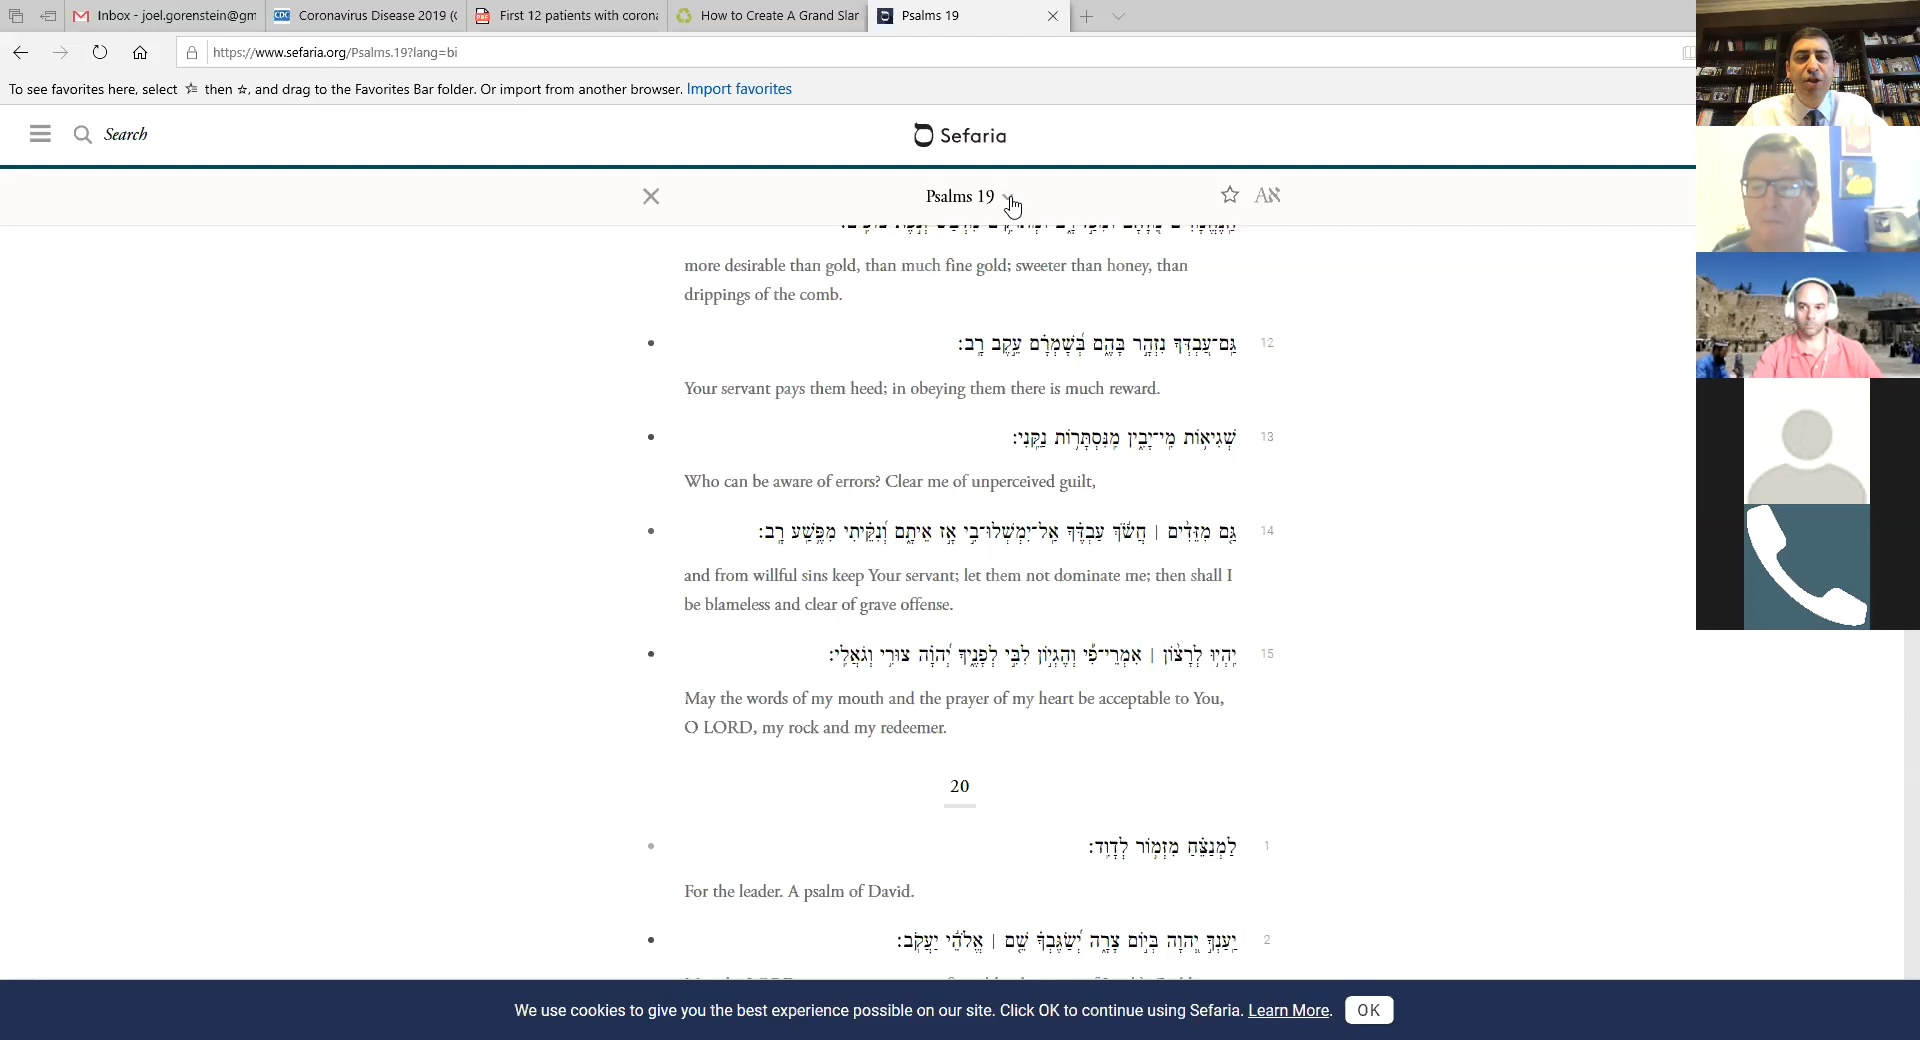 Inbox - joel.gorenstein@gm
Coronavirus Disease 2019 (
First 12 patients with corona
How to Create A Grand Slar
Psalms 19
https://www.sefaria.org/Psalms.19?lang=bi
To see favorites here, select ☆ then ☆, and drag to the Favorites Bar folder. Or import from another browser. Import favorites
Search
Sefaria
Psalms 19
Aא
more desirable than gold, than much fine gold; sweeter than honey, than
drippings of the comb.
12 גַּֽם־עַ֭בְדְּךָ נִזְהָ֣ר בָּהֶ֑ם בְּ֝שָׁמְרָ֗ם עֵ֣קֶב רָֽב׃
Your servant pays them heed; in obeying them there is much reward.
13 שְׁגִיא֥וֹת מִֽי־יָבִ֑ין מִֽנִּסְתָּר֥וֹת נַקֵּֽנִי׃
Who can be aware of errors? Clear me of unperceived guilt,
14 גַּ֤ם מִזֵּדִ֨ים ׀ חֲשֹׂ֬ךְ עַבְדֶּ֗ךָ אַֽל־יִמְשְׁלוּ־בִ֣י אָ֣ז אֵיתָ֑ם וְ֝נִקֵּ֗יתִי מִפֶּ֥שַֽׁע רָֽב׃
and from willful sins keep Your servant; let them not dominate me; then shall I
be blameless and clear of grave offense.
15 יִֽהְי֥וּ לְרָצ֨וֹן ׀ אִמְרֵי־פִ֡י וְהֶגְי֣וֹן לִבִּ֣י לְפָנֶ֑יךָ יְ֝הוָ֗ה צוּרִ֥י וְגֹאֲלִֽי׃
May the words of my mouth and the prayer of my heart be acceptable to You,
O LORD, my rock and my redeemer.
20
1 לַמְנַצֵּ֗חַ מִזְמ֥וֹר לְדָוִֽד׃
For the leader. A psalm of David.
2 יַֽעַנְךָ֣ יְ֭הוָה בְּי֣וֹם צָרָ֑ה יְ֝שַׂגֶּבְךָ֗ שֵׁ֤ם ׀ אֱלֹהֵ֬י יַעֲקֹֽב׃
We use cookies to give you the best experience possible on our site. Click OK to continue using Sefaria. Learn More. OK